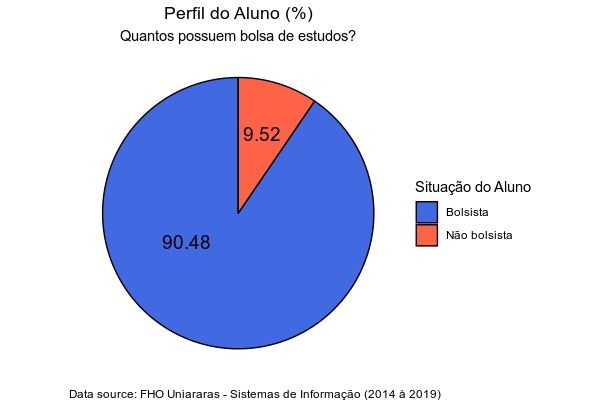 Perfil do Aluno (%)
Quantos possuem bolsa de estudos?
9.52
90.48
Situação do Aluno
Bolsista
Não bolsista
Data source: FHO Uniararas - Sistemas de Informação (2014 à 2019)